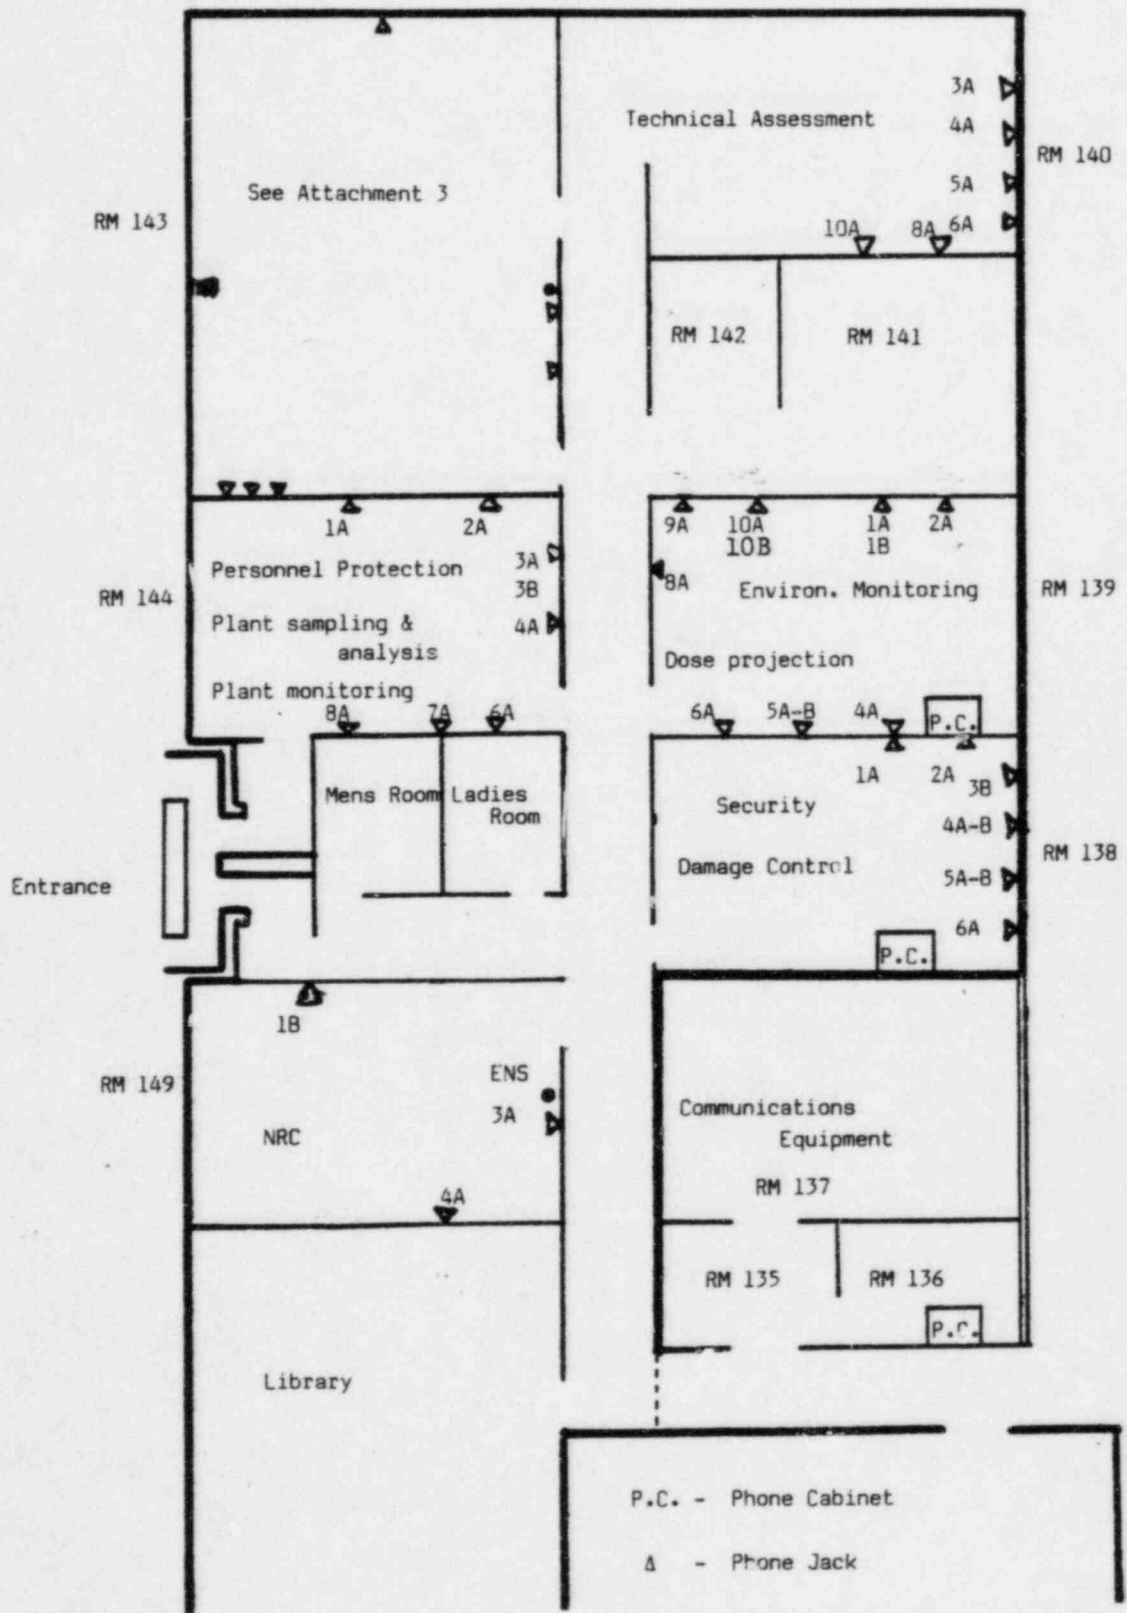 3A
Technical Assessment
4A
RM 140
See Attachment 3
5A
RM 143
10A
8A
6A
RM 142
RM 141
1A
2A
9A
10A
1A
2A
10B
1B
Personnel Protection
3A
8A
Environ. Monitoring
RM 139
RM 144
3B
Plant sampling &
4A
analysis
Dose projection
Plant monitoring
8A
7A
6A
6A
5A-B
4A
P.C.
1A
2A
3B
Mens Room
Ladies
Room
Security
4A-B
RM 138
Damage Control
5A-B
Entrance
6A
P.C.
1B
RM 149
ENS
3A
NRC
Communications
Equipment
RM 137
4A
RM 135
RM 136
P.C.
Library
P.C. - Phone Cabinet
Δ - Phone Jack